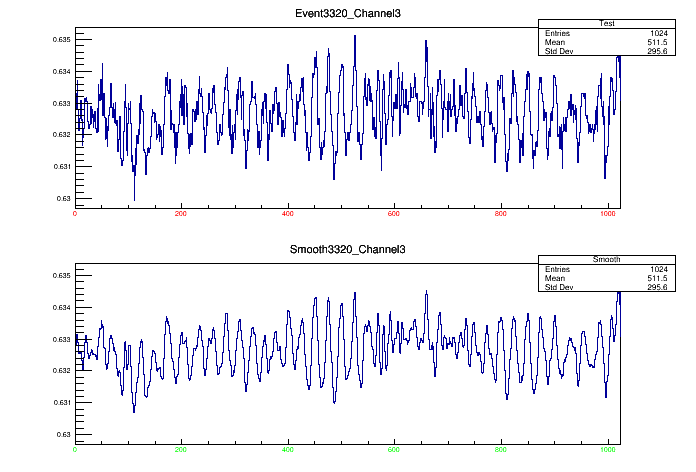 Event3320_Channel3
Test
Entries 1024
Mean 511.5
Std Dev 295.6
0.635
0.634
0.633
0.632
0.631
0.63
0 200 400 600 800 1000
Smooth3320_Channel3
Smooth
Entries 1024
Mean 511.5
Std Dev 295.6
0.635
0.634
0.633
0.632
0.631
0.63
0 200 400 600 800 1000